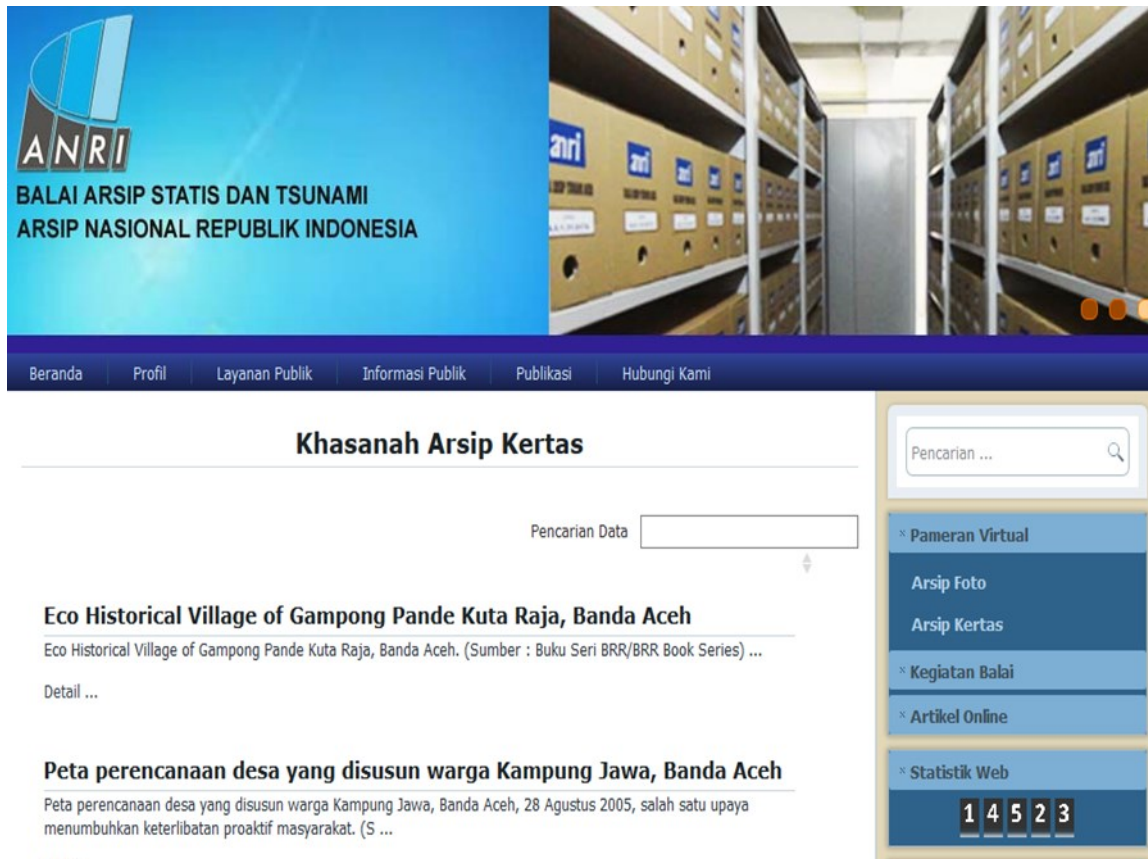 ANRI
BALAI ARSIP STATIS DAN TSUNAMI
ARSIP NASIONAL REPUBLIK INDONESIA
anri
anri
anri
anri
anri
anri
anri
Beranda
Profil
Layanan Publik
Informasi Publik
Publikasi
Hubungi Kami
Khasanah Arsip Kertas
Pencarian Data
Eco Historical Village of Gampong Pande Kuta Raja, Banda Aceh
Eco Historical Village of Gampong Pande Kuta Raja, Banda Aceh. (Sumber : Buku Seri BRR/BRR Book Series) ...
Detail ...
Peta perencanaan desa yang disusun warga Kampung Jawa, Banda Aceh
Peta perencanaan desa yang disusun warga Kampung Jawa, Banda Aceh, 28 Agustus 2005, salah satu upaya
menumbuhkan keterlibatan proaktif masyarakat. (S ...
Pencarian ...
Pameran Virtual
Arsip Foto
Arsip Kertas
Kegiatan Balai
Artikel Online
Statistik Web
14523